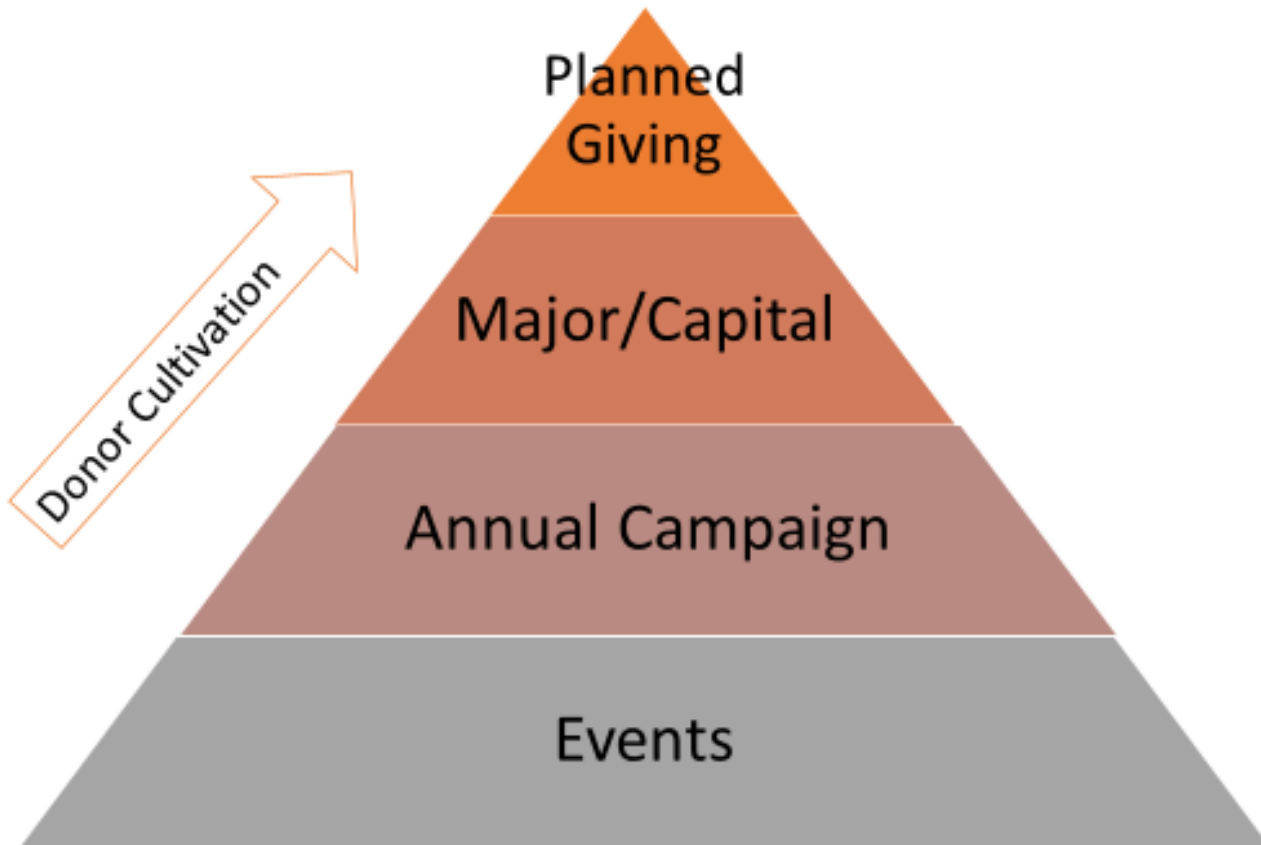 Planned
Giving
Donor Cultivation
Major/Capital
Annual Campaign
Events